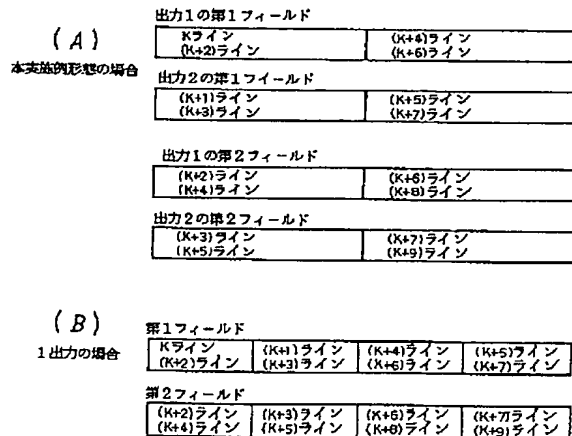 (A)
本実施例形態の場合
出力1の第1フィールド
Kライン (K+4)ライン
(K+2)ライン (K+6)ライン
出力2の第1フィールド
(K+1)ライン (K+5)ライン
(K+3)ライン (K+7)ライン
出力1の第2フィールド
(K+2)ライン (K+6)ライン
(K+4)ライン (K+8)ライン
出力2の第2フィールド
(K+3)ライン (K+7)ライン
(K+5)ライン (K+9)ライン
(B)
1出力の場合
第1フィールド
Kライン (K+1)ライン (K+4)ライン (K+5)ライン
(K+2)ライン (K+3)ライン (K+6)ライン (K+7)ライン
第2フィールド
(K+2)ライン (K+3)ライン (K+6)ライン (K+7)ライン
(K+4)ライン (K+5)ライン (K+8)ライン (K+9)ライン